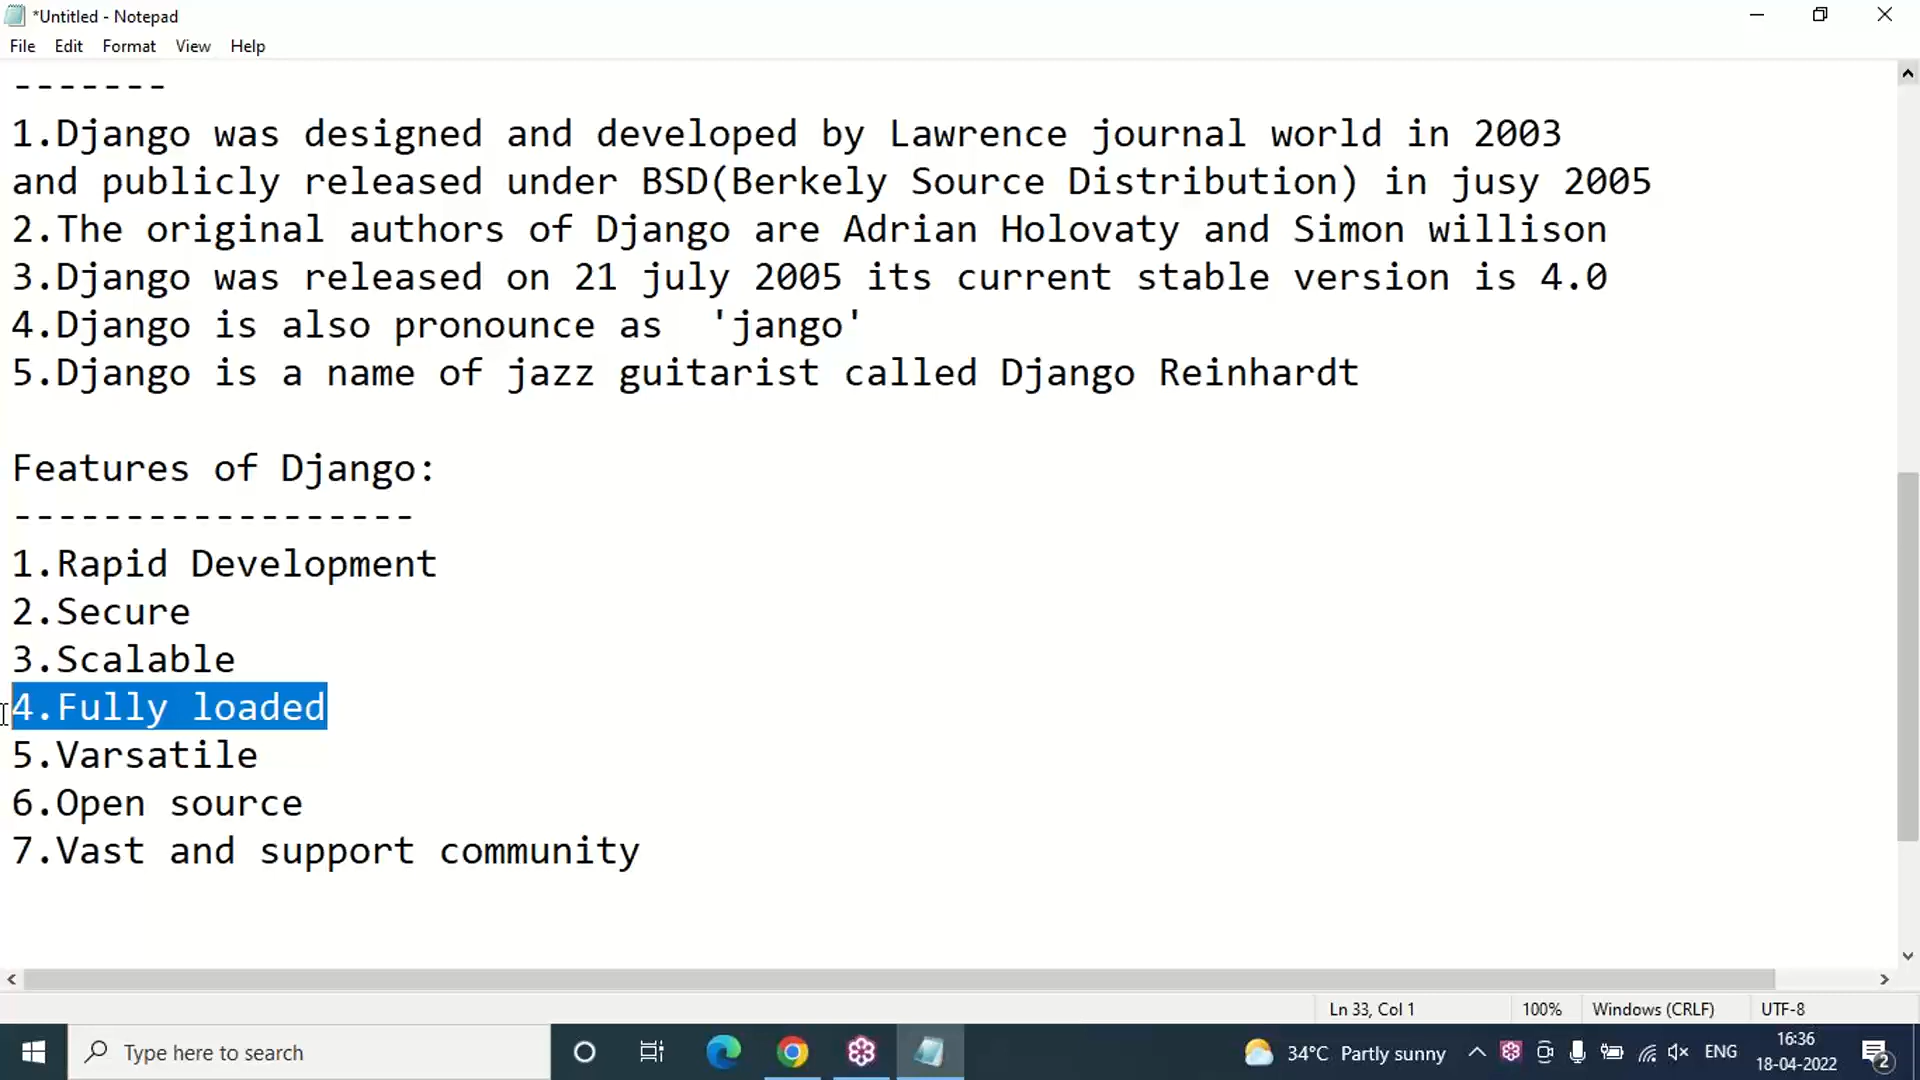 *Untitled - Notepad
File Edit Format View Help
-------
1.Django was designed and developed by Lawrence journal world in 2003
and publicly released under BSD(Berkely Source Distribution) in jusy 2005
2.The original authors of Django are Adrian Holovaty and Simon willison
3.Django was released on 21 july 2005 its current stable version is 4.0
4.Django is also pronounce as  'jango'
5.Django is a name of jazz guitarist called Django Reinhardt
Features of Django:
------------------
1.Rapid Development
2.Secure
3.Scalable
4.Fully loaded
5.Varsatile
6.Open source
7.Vast and support community
Ln 33, Col 1 100% Windows (CRLF) UTF-8
Type here to search
34°C Partly sunny
ENG
16:36
18-04-2022
2